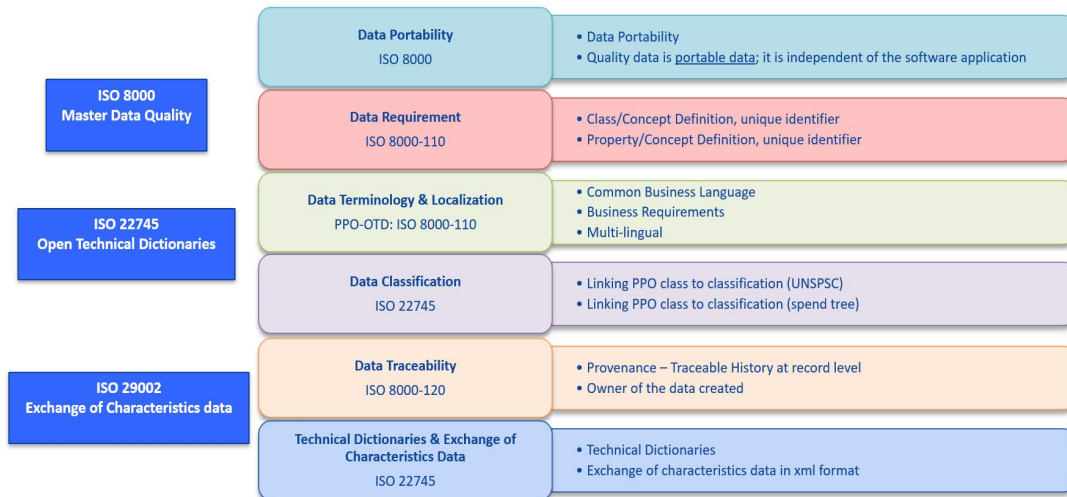 ISO 8000
Master Data Quality
ISO 22745
Open Technical Dictionaries
ISO 29002
Exchange of Characteristics data
Data Portability
ISO 8000
• Data Portability
• Quality data is portable data; it is independent of the software application
Data Requirement
ISO 8000-110
• Class/Concept Definition, unique identifier
• Property/Concept Definition, unique identifier
Data Terminology & Localization
PPO-OTD: ISO 8000-110
• Common Business Language
• Business Requirements
• Multi-lingual
Data Classification
ISO 22745
• Linking PPO class to classification (UNSPSC)
• Linking PPO class to classification (spend tree)
Data Traceability
ISO 8000-120
• Provenance – Traceable History at record level
• Owner of the data created
Technical Dictionaries & Exchange of
Characteristics Data
ISO 22745
• Technical Dictionaries
• Exchange of characteristics data in xml format